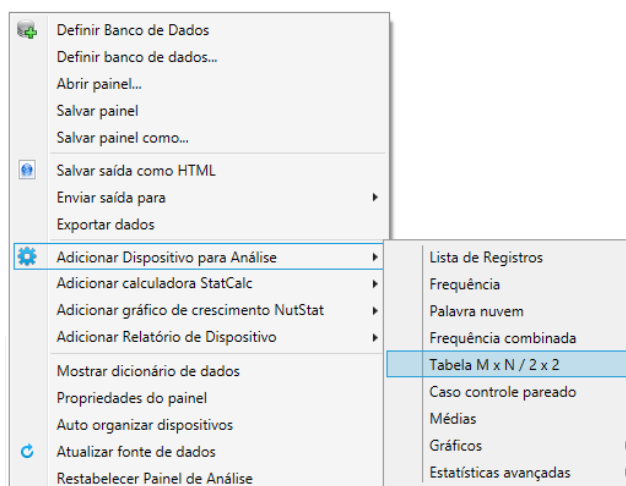 Definir Banco de Dados
Definir banco de dados...
Abrir painel...
Salvar painel
Salvar painel como...
Salvar saída como HTML
Enviar saída para
Exportar dados
Adicionar Dispositivo para Análise
Adicionar calculadora StatCalc
Adicionar gráfico de crescimento NutStat
Adicionar Relatório de Dispositivo
Mostrar dicionário de dados
Propriedades do painel
Auto organizar dispositivos
Atualizar fonte de dados
Restabelecer Painel de Análise
Lista de Registros
Frequência
Palavra nuvem
Frequência combinada
Tabela M x N / 2 x 2
Caso controle pareado
Médias
Gráficos
Estatísticas avançadas